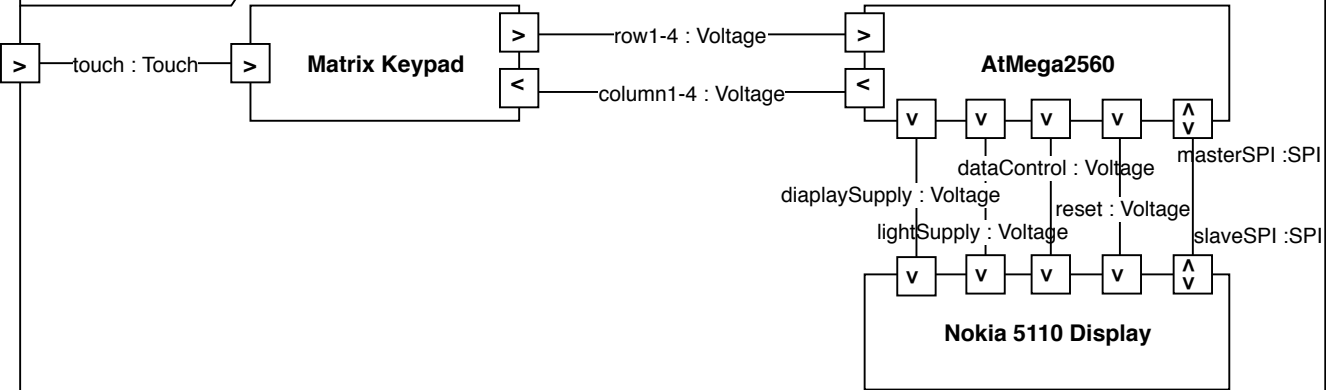 row1-4 : Voltage
touch : Touch
Matrix Keypad
AtMega2560
column1-4 : Voltage
masterSPI :SPI
dataControl : Voltage
diaplaySupply : Voltage
reset : Voltage
lightSupply : Voltage
slaveSPI :SPI
Nokia 5110 Display